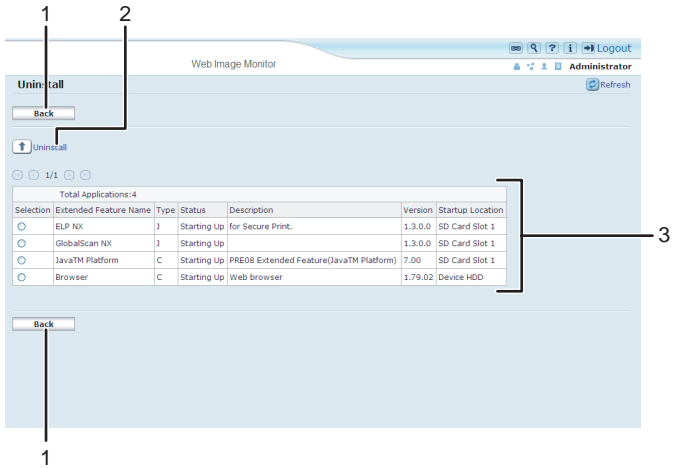 1 2
Logout
Web Image Monitor
Administrator
Uninstall
Refresh
Back
Uninstall
1/1
Total Applications:4
Selection Extended Feature Name Type Status Description Version Startup Location
ELP NX J Starting Up for Secure Print. 1.3.0.0 SD Card Slot 1
GlobalScan NX J Starting Up 1.3.0.0 SD Card Slot 1
3
JavaTM Platform C Starting Up PRE08 Extended Feature(JavaTM Platform) 7.00 SD Card Slot 1
Browser C Starting Up Web browser 1.79.02 Device HDD
Back
1